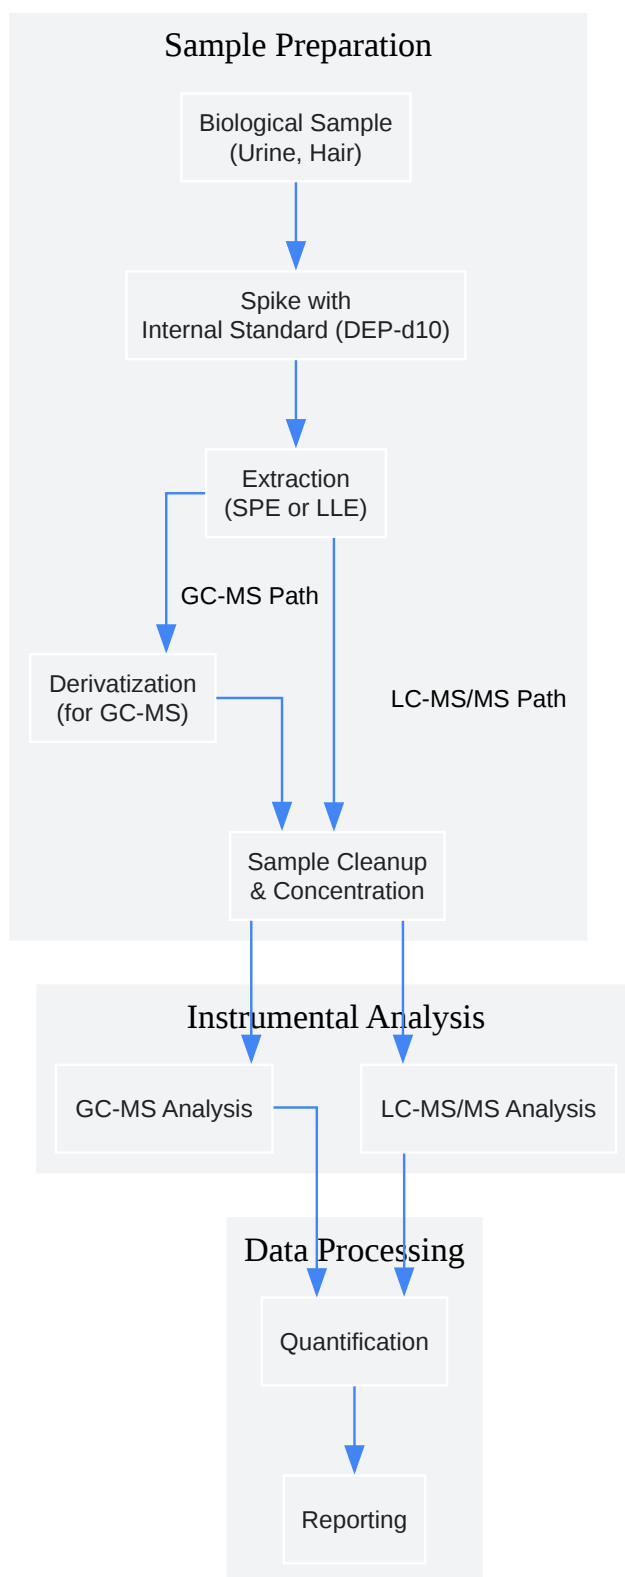 Sample Preparation
Biological Sample
(Urine, Hair)
Spike with
Internal Standard (DEP-d10)
Extraction
(SPE or LLE)
GC-MS Path
Derivatization
(for GC-MS)
LC-MS/MS Path
Sample Cleanup
& Concentration
Instrumental Analysis
GC-MS Analysis
LC-MS/MS Analysis
Data Processing
Quantification
Reporting